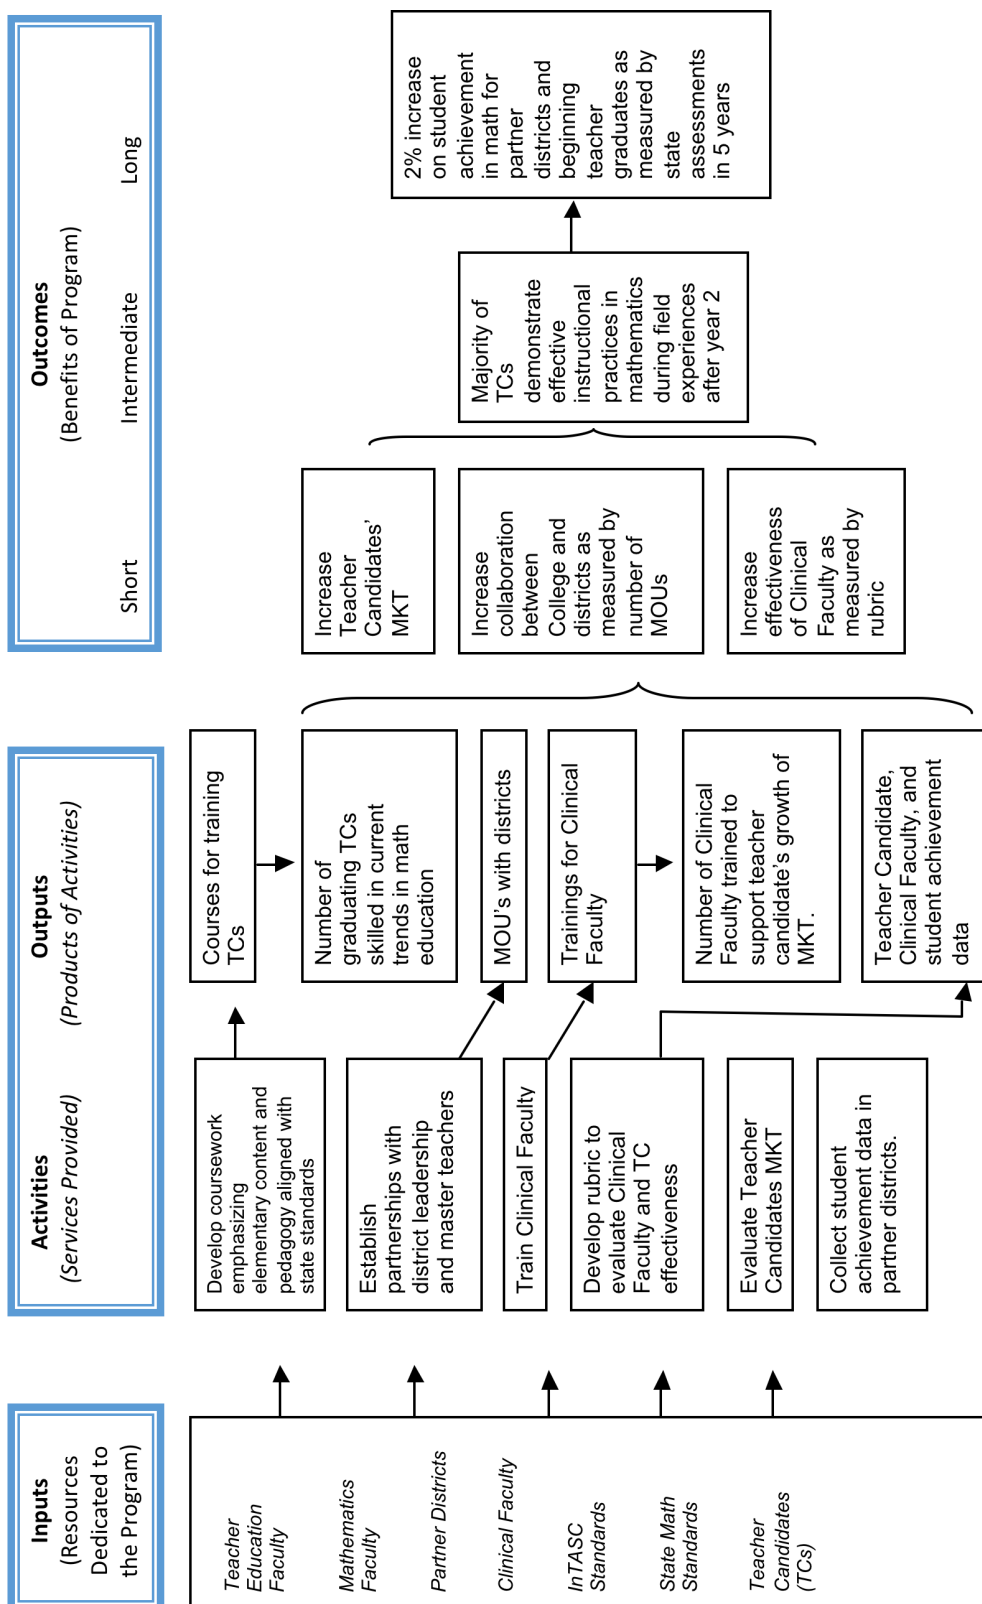 Inputs
(Resources
Dedicated to
the Program)
Activities
(Services Provided)
Outputs
(Products of Activities)
Outcomes
(Benefits of Program)
Short
Intermediate
Long
Teacher
Education
Faculty
Mathematics
Faculty
Partner Districts
Clinical Faculty
InTASC
Standards
State Math
Standards
Teacher
Candidates
(TCs)
Develop coursework
emphasizing
elementary content and
pedagogy aligned with
state standards
Establish
partnerships with
district leadership
and master teachers
Train Clinical Faculty
Develop rubric to
evaluate Clinical
Faculty and TC
effectiveness
Evaluate Teacher
Candidates MKT
Collect student
achievement data in
partner districts.
Courses for training
TCs
Number of
graduating TCs
skilled in current
trends in math
education
MOU's with districts
Trainings for Clinical
Faculty
Number of Clinical
Faculty trained to
support teacher
candidate's growth of
MKT.
Teacher Candidate,
Clinical Faculty, and
student achievement
data
Increase
Teacher
Candidates'
MKT
Increase
collaboration
between
College and
districts as
measured by
number of
MOUs
Increase
effectiveness
of Clinical
Faculty as
measured by
rubric
Majority of
TCs
demonstrate
effective
instructional
practices in
mathematics
during field
experiences
after year 2
2% increase
on student
achievement
in math for
partner
districts and
beginning
teacher
graduates as
measured by
state
assessments
in 5 years